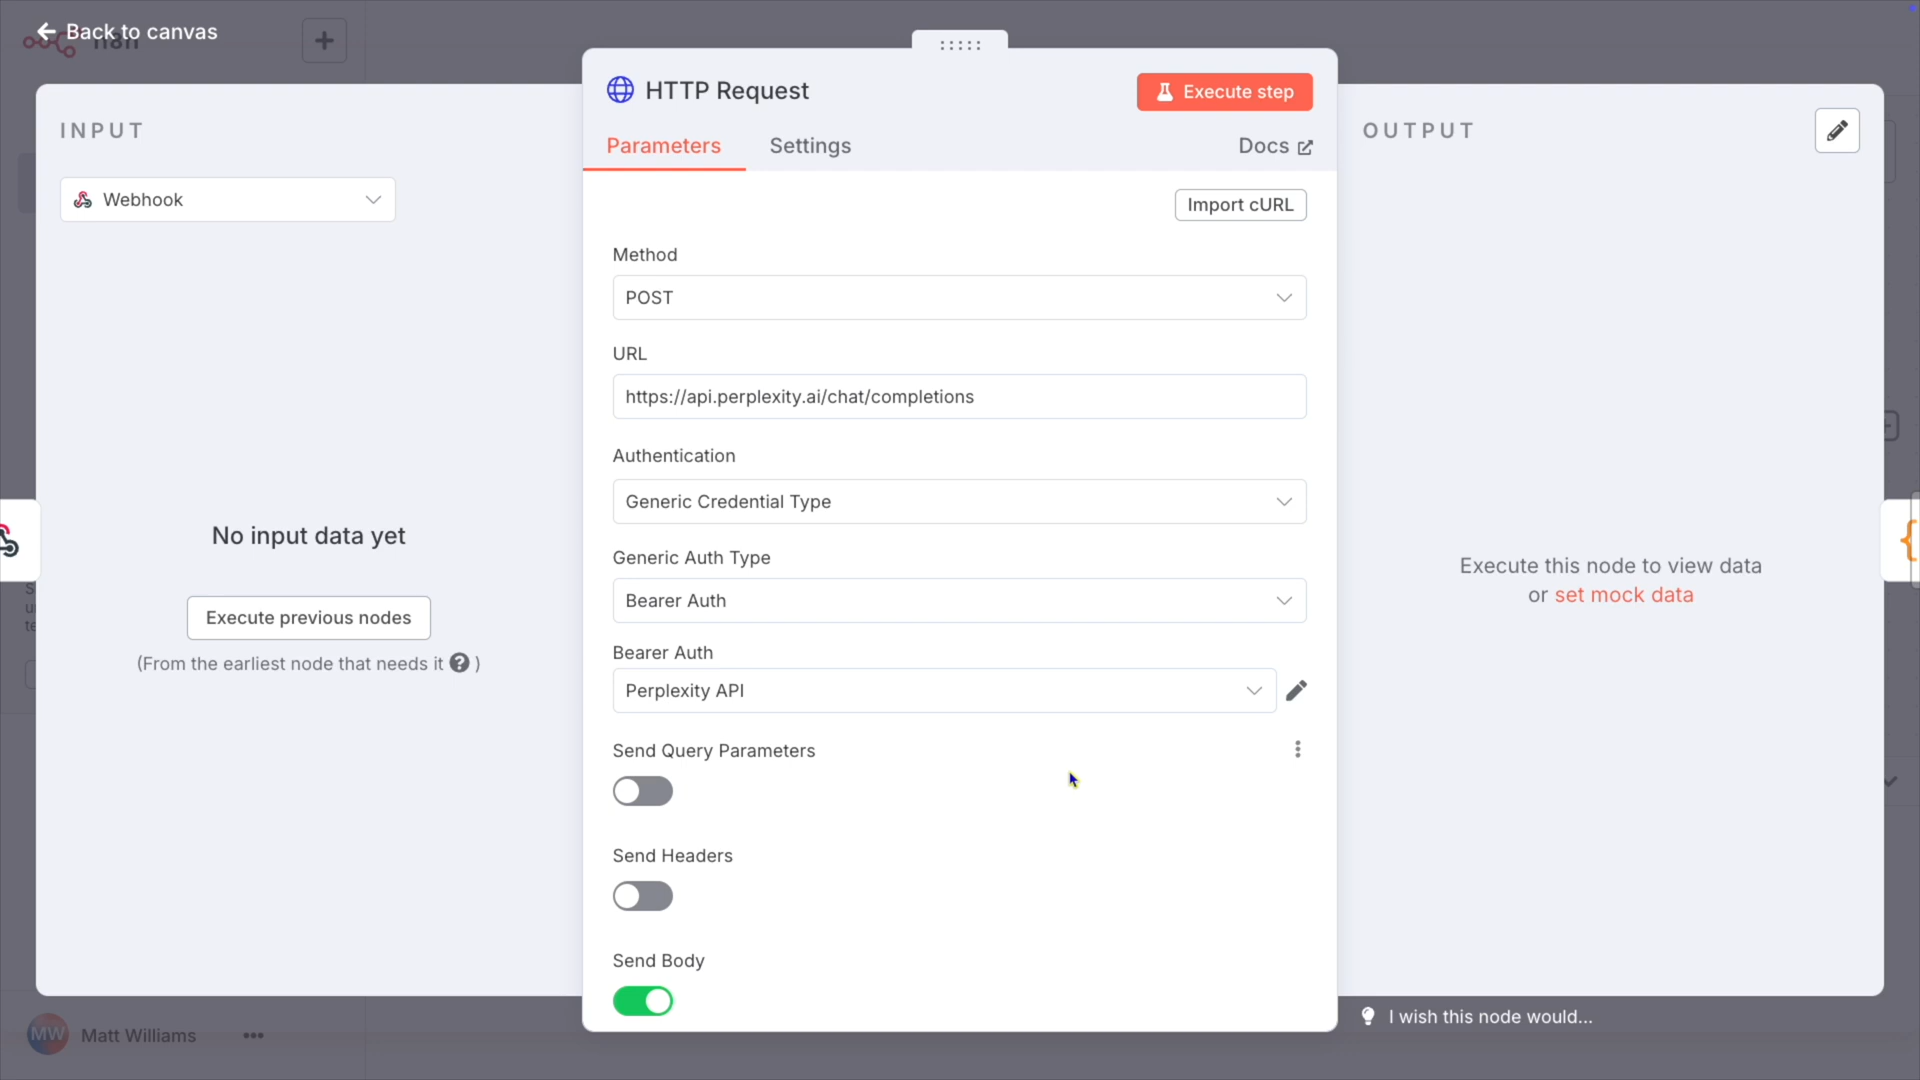 Back to canvas
n8n
INPUT
Webhook
No input data yet
Execute previous nodes
(From the earliest node that needs it ? )
HTTP Request
Execute step
Parameters
Settings
Docs
Import cURL
Method
POST
URL
https://api.perplexity.ai/chat/completions
Authentication
Generic Credential Type
Generic Auth Type
Bearer Auth
Bearer Auth
Perplexity API
Send Query Parameters
Send Headers
Send Body
OUTPUT
Execute this node to view data
or set mock data
I wish this node would...
MW
Matt Williams